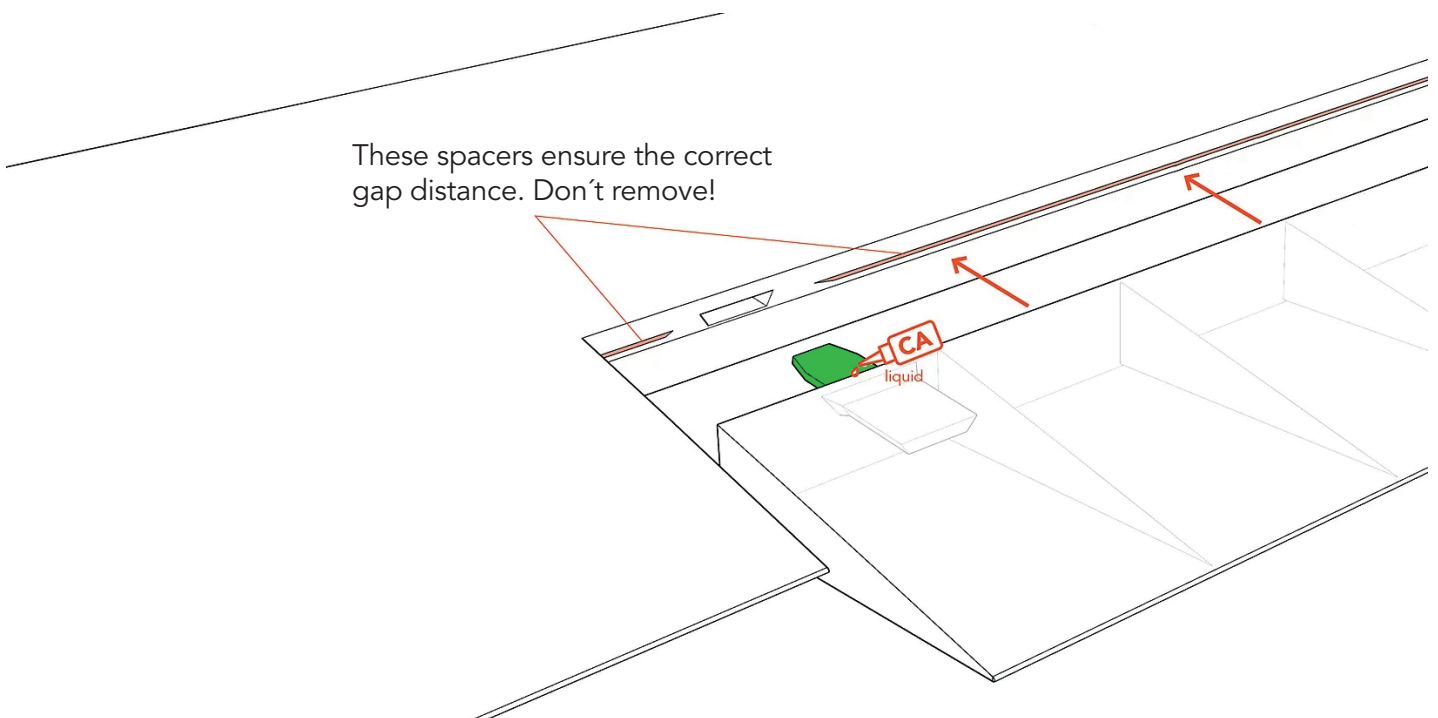 These spacers ensure the correct
gap distance. Don´t remove!
CA
liquid